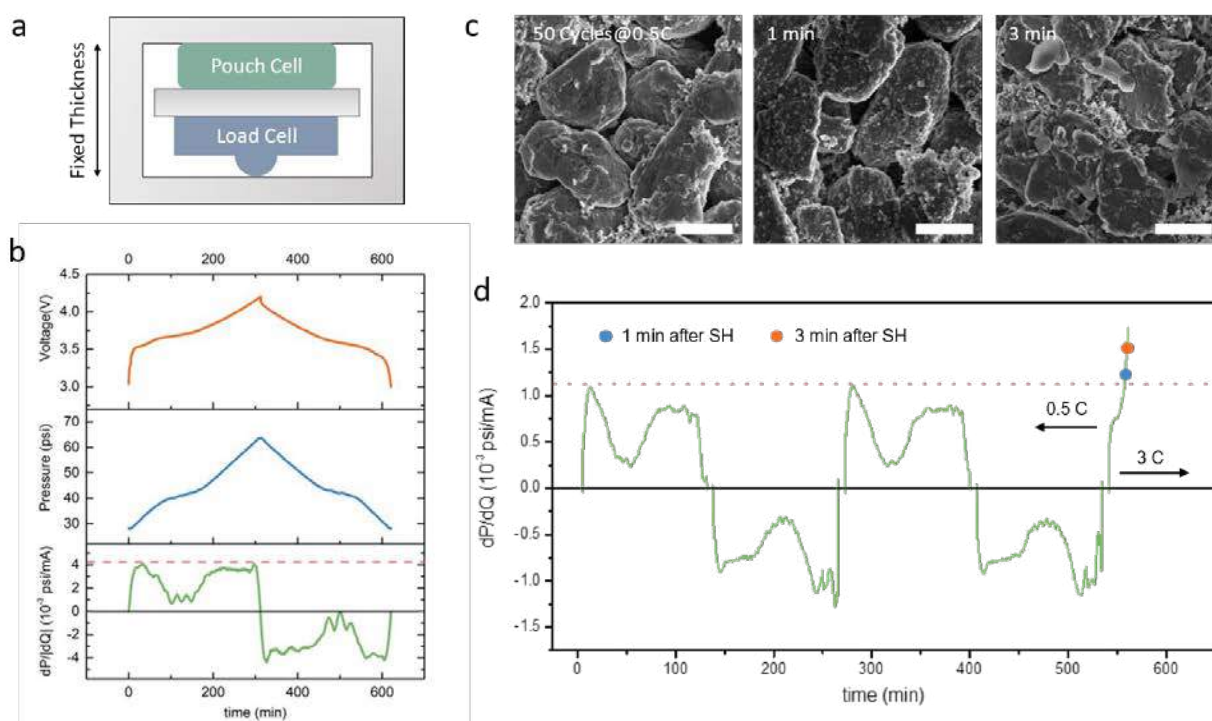 a
Fixed Thickness
Pouch Cell
Load Cell
b
0 200 400 600
4.5
4.0
3.5
3.0
Voltage(V)
70
60
50
40
30
Pressure (psi)
4
2
0
-2
-4
dP/|dQ| (10⁻³ psi/mA)
0 200 400 600
time (min)
c
50 Cycles@0.5C
1 min
3 min
d
2.0
1.5
1.0
0.5
0.0
-0.5
-1.0
-1.5
dP/dQ (10⁻³ psi/mA)
1 min after SH
3 min after SH
0.5 C
3 C
0 100 200 300 400 500 600
time (min)